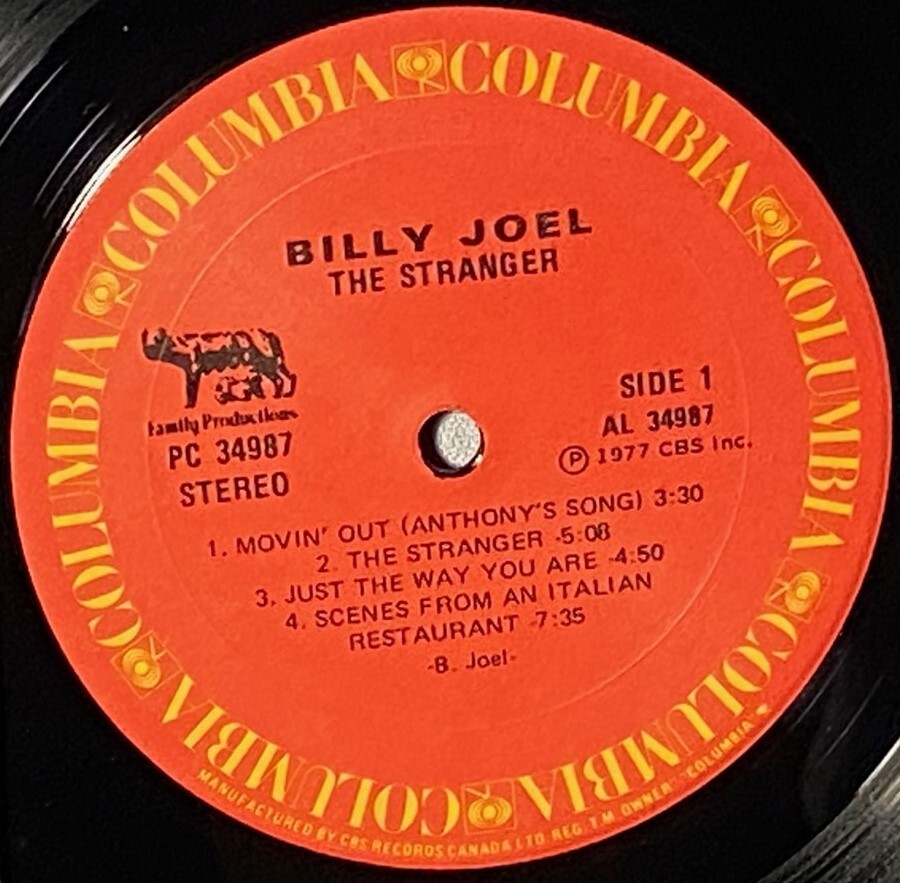 COLUMBIA COLUMBIA COLUMBIA COLUMBIA COLUMBIA COLUMBIA
BILLY JOEL
THE STRANGER
Family Productions
PC 34987
STEREO
SIDE 1
AL 34987
Ⓟ 1977 CBS Inc.
1. MOVIN' OUT (ANTHONY'S SONG) 3:30
2. THE STRANGER -5:08
3. JUST THE WAY YOU ARE -4:50
4. SCENES FROM AN ITALIAN
RESTAURANT -7:35
-B. Joel-
MANUFACTURED BY CBS RECORDS CANADA LTD REG. T.M. OWNER "COLUMBIA"